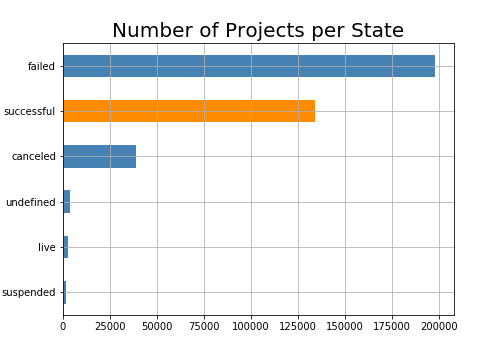 Number of Projects per State
failed
successful
canceled
undefined
live
suspended
0 25000 50000 75000 100000 125000 150000 175000 200000